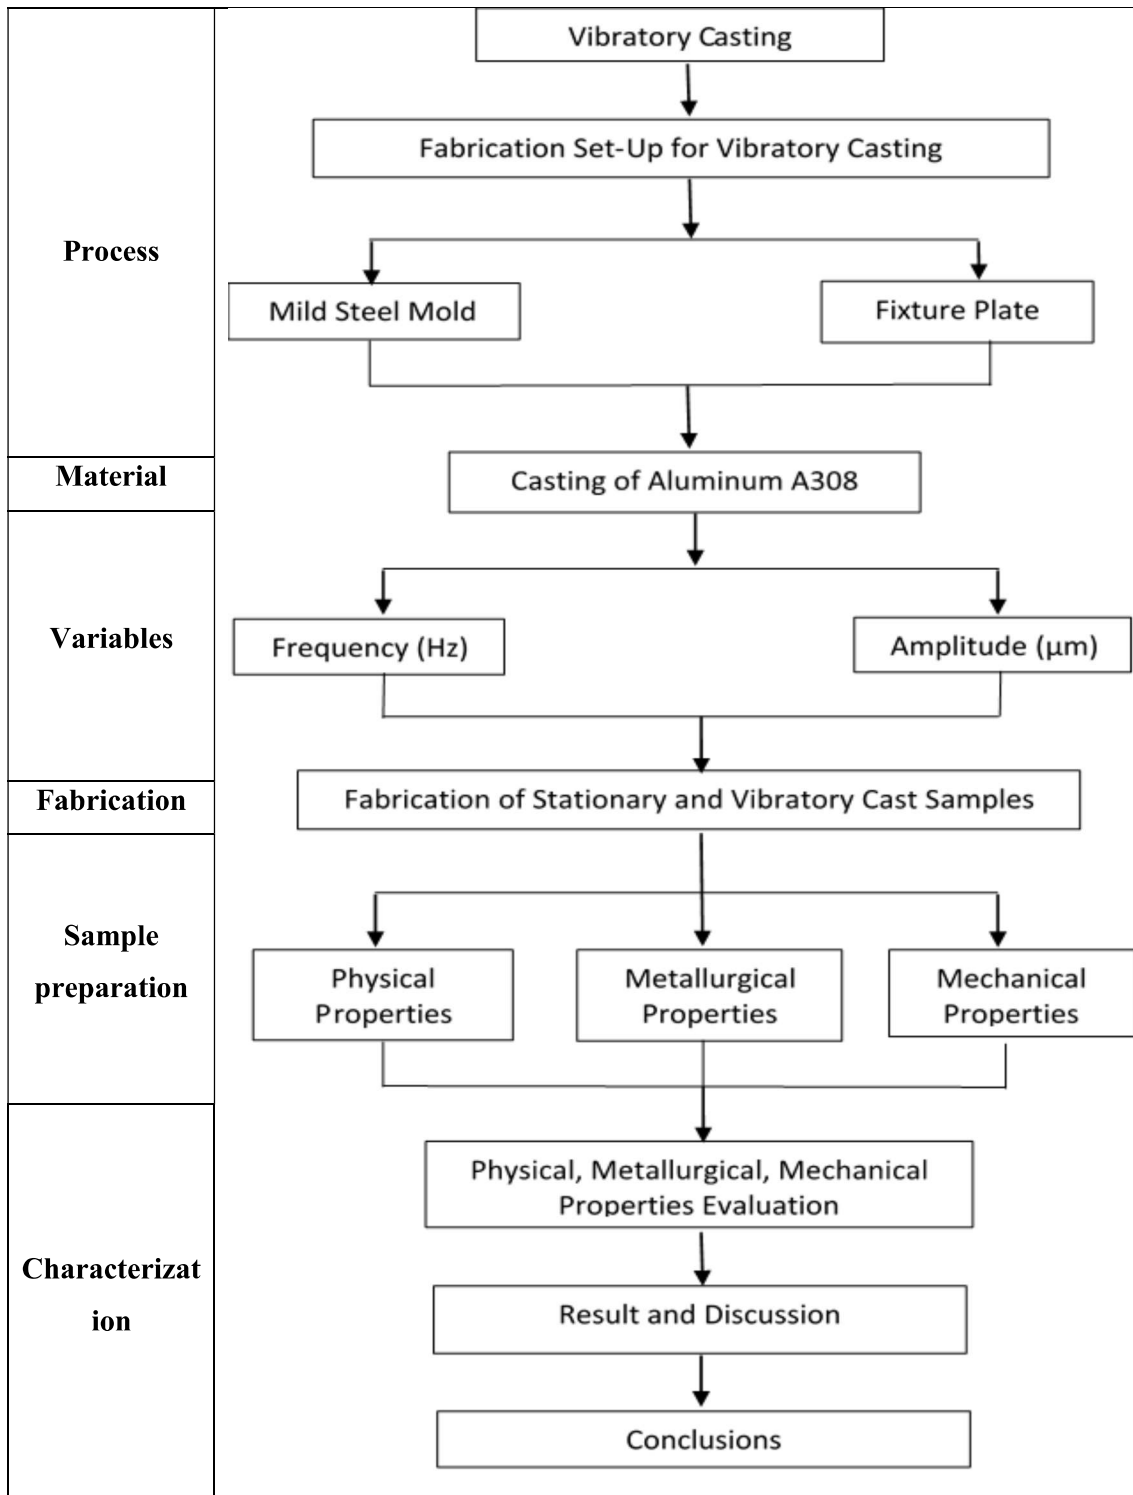 Vibratory Casting
Fabrication Set-Up for Vibratory Casting
Process
Mild Steel Mold
Fixture Plate
Material
Casting of Aluminum A308
Variables
Frequency (Hz)
Amplitude (µm)
Fabrication
Fabrication of Stationary and Vibratory Cast Samples
Sample
preparation
Physical
Properties
Metallurgical
Properties
Mechanical
Properties
Physical, Metallurgical, Mechanical
Properties Evaluation
Characterizat
ion
Result and Discussion
Conclusions